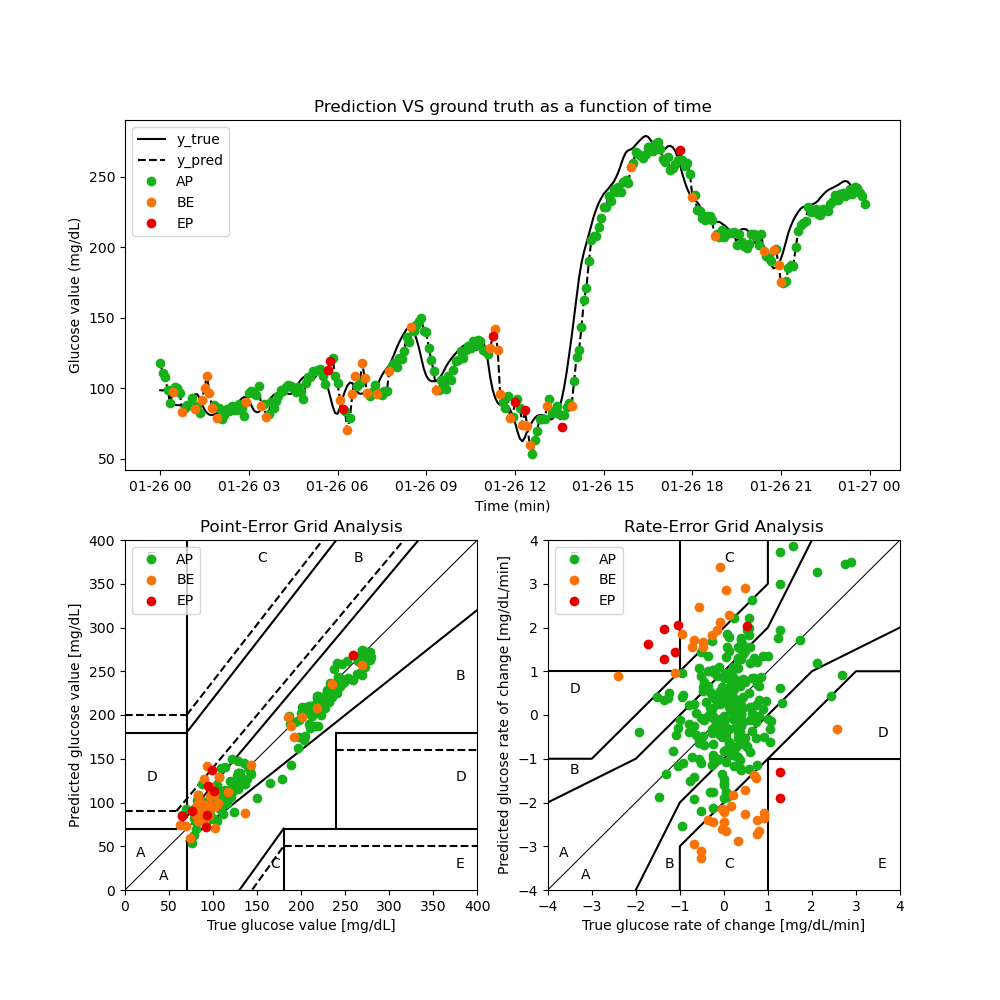 Prediction VS ground truth as a function of time
Glucose value (mg/dL)
250
200
150
100
50
y_true
y_pred
AP
BE
EP
01-26 00 01-26 03 01-26 06 01-26 09 01-26 12 01-26 15 01-26 18 01-26 21 01-27 00
Time (min)
Point-Error Grid Analysis
Predicted glucose value [mg/dL]
400
350
300
250
200
150
100
50
0
AP
BE
EP
C
B
B
D
D
A
A
C
E
0 50 100 150 200 250 300 350 400
True glucose value [mg/dL]
Rate-Error Grid Analysis
Predicted glucose rate of change [mg/dL/min]
4
3
2
1
0
−1
−2
−3
−4
AP
BE
EP
C
D
D
B
A
A
B
C
E
−4 −3 −2 −1 0 1 2 3 4
True glucose rate of change [mg/dL/min]